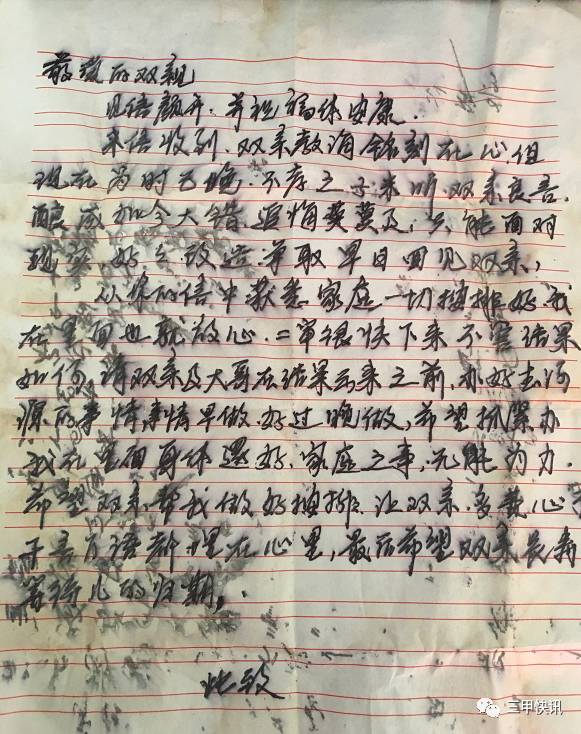 敬爱的双亲
见信颜开.并祝福体安康.
来信收到.双亲教诲铭刻在心.但
现在为时已晚.不孝之子未听双亲良言.
酿成如今大错.追悔莫及,只能面对
现实好之改造争取早日回见双亲,
从你的信中获悉家庭一切按排好我
在里面也就放心.二审很快下来不管结果
如何请双亲及大哥在结果出来之前,办好去河
源的事情,事情早做好过晚做,希望抓紧办
我在里面身体还好.家庭之事,无能为力.
希望双亲帮我做好按排.让双亲多费心
千言万语都埋在心里,最后希望双亲长寿
等待儿的归期,
此致
三甲快讯